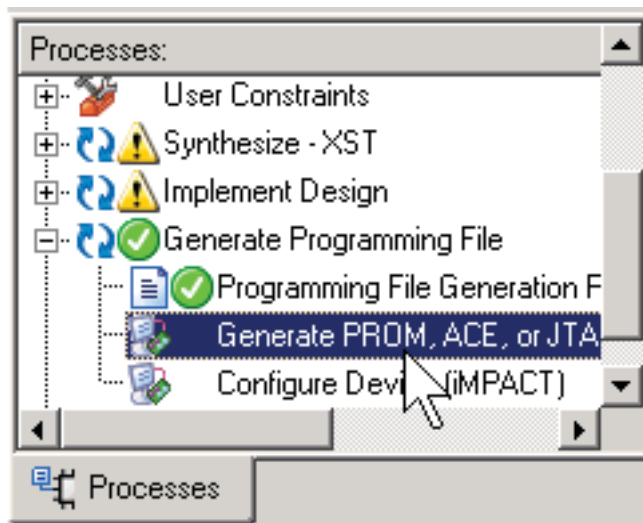 Processes:
User Constraints
Synthesize - XST
Implement Design
Generate Programming File
Programming File Generation F
Generate PROM, ACE, or JTA
Configure Devi (iMPACT)
Processes